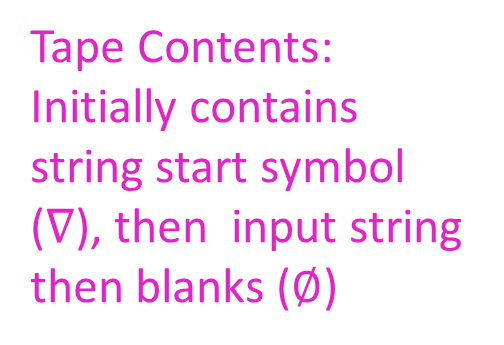 Tape Contents:
Initially contains
string start symbol
(∇), then  input string
then blanks (∅)